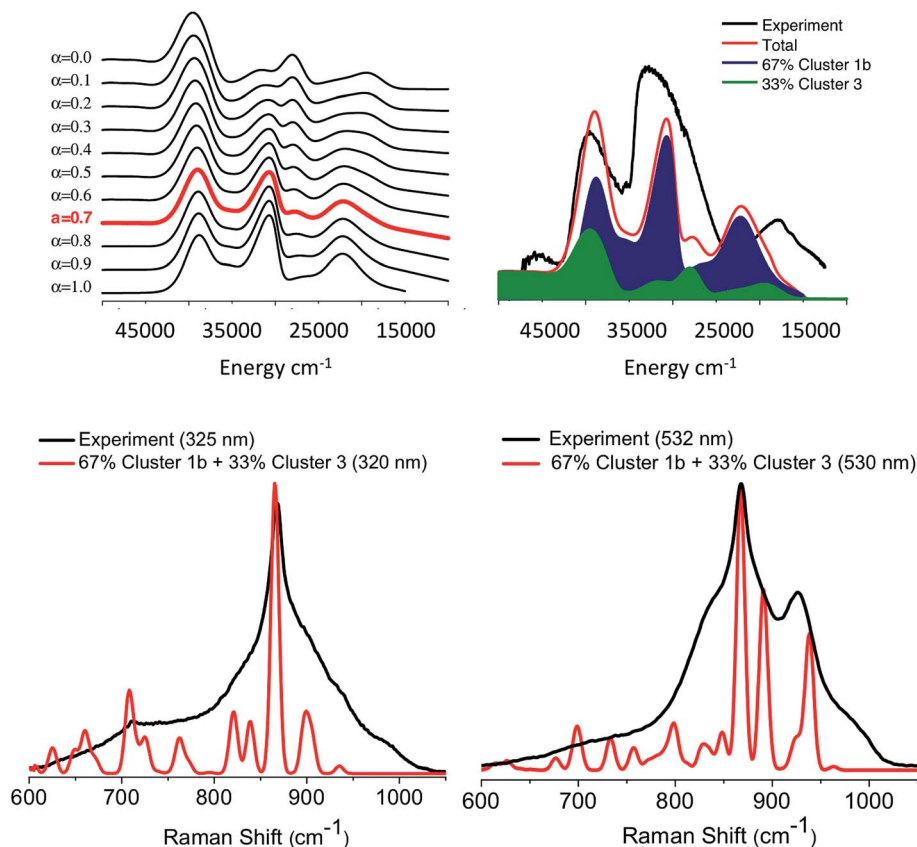 α=0.0
α=0.1
α=0.2
α=0.3
α=0.4
α=0.5
α=0.6
a=0.7
α=0.8
α=0.9
α=1.0
45000 35000 25000 15000
Energy cm-1
Experiment
Total
67% Cluster 1b
33% Cluster 3
45000 35000 25000 15000
Energy cm-1
Experiment (325 nm)
67% Cluster 1b + 33% Cluster 3 (320 nm)
600 700 800 900 1000
Raman Shift (cm-1)
Experiment (532 nm)
67% Cluster 1b + 33% Cluster 3 (530 nm)
600 700 800 900 1000
Raman Shift (cm-1)